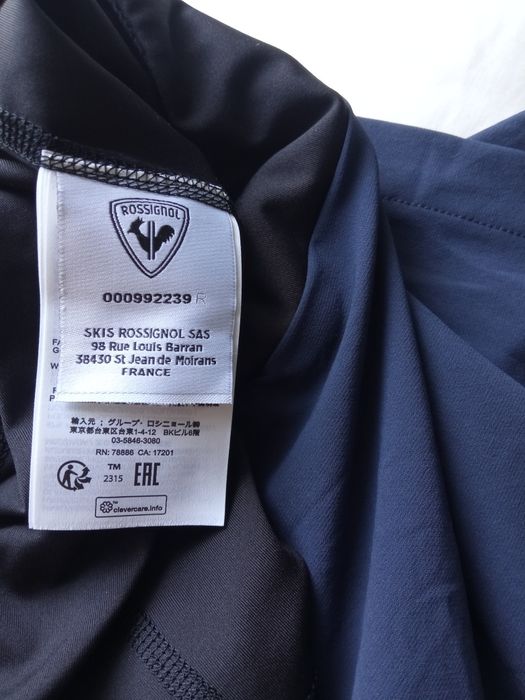 ROSSIGNOL
000992239 R
SKIS ROSSIGNOL SAS
98 Rue Louis Barran
38430 St Jean de Moirans
FRANCE
輸入元 ; グループ・ロシニョール㈱
東京都台東区台東1-4-12 BKビル6階
03-5846-3080
RN: 78886 CA: 17201
TM
2315
EAC
TM
clevercare.info